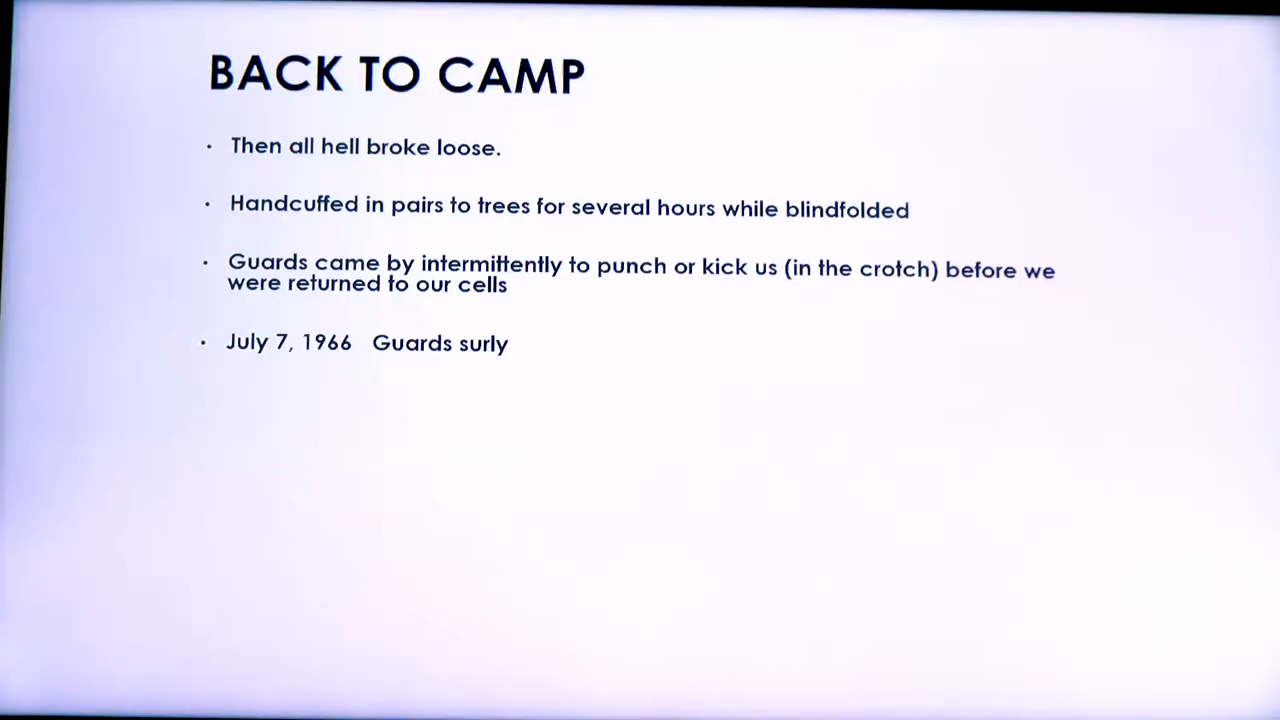 BACK TO CAMP
· Then all hell broke loose.
· Handcuffed in pairs to trees for several hours while blindfolded
· Guards came by intermittently to punch or kick us (in the crotch) before we
were returned to our cells
· July 7, 1966 Guards surly